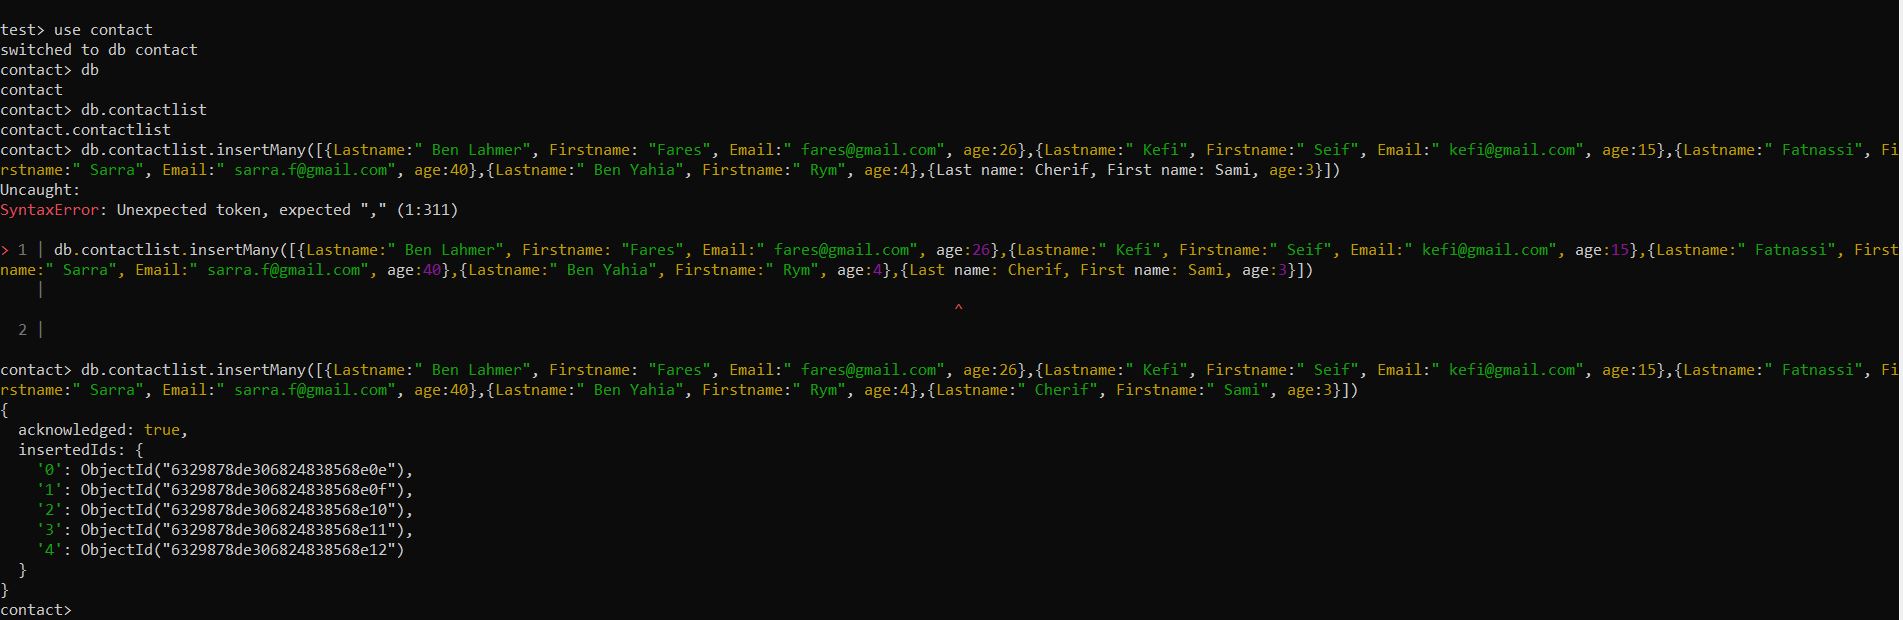 test> use contact
switched to db contact
contact> db
contact
contact> db.contactlist
contact.contactlist
contact> db.contactlist.insertMany([{Lastname:" Ben Lahmer", Firstname: "Fares", Email:" fares@gmail.com", age:26},{Lastname:" Kefi", Firstname:" Seif", Email:" kefi@gmail.com", age:15},{Lastname:" Fatnassi", Fi
rstname:" Sarra", Email:" sarra.f@gmail.com", age:40},{Lastname:" Ben Yahia", Firstname:" Rym", age:4},{Last name: Cherif, First name: Sami, age:3}])
Uncaught:
SyntaxError: Unexpected token, expected "," (1:311)
> 1 | db.contactlist.insertMany([{Lastname:" Ben Lahmer", Firstname: "Fares", Email:" fares@gmail.com", age:26},{Lastname:" Kefi", Firstname:" Seif", Email:" kefi@gmail.com", age:15},{Lastname:" Fatnassi", First
name:" Sarra", Email:" sarra.f@gmail.com", age:40},{Lastname:" Ben Yahia", Firstname:" Rym", age:4},{Last name: Cherif, First name: Sami, age:3}])
|
^
2 |
contact> db.contactlist.insertMany([{Lastname:" Ben Lahmer", Firstname: "Fares", Email:" fares@gmail.com", age:26},{Lastname:" Kefi", Firstname:" Seif", Email:" kefi@gmail.com", age:15},{Lastname:" Fatnassi", Fi
rstname:" Sarra", Email:" sarra.f@gmail.com", age:40},{Lastname:" Ben Yahia", Firstname:" Rym", age:4},{Lastname:" Cherif", Firstname:" Sami", age:3}])
{
acknowledged: true,
insertedIds: {
'0': ObjectId("6329878de306824838568e0e"),
'1': ObjectId("6329878de306824838568e0f"),
'2': ObjectId("6329878de306824838568e10"),
'3': ObjectId("6329878de306824838568e11"),
'4': ObjectId("6329878de306824838568e12")
}
}
contact>